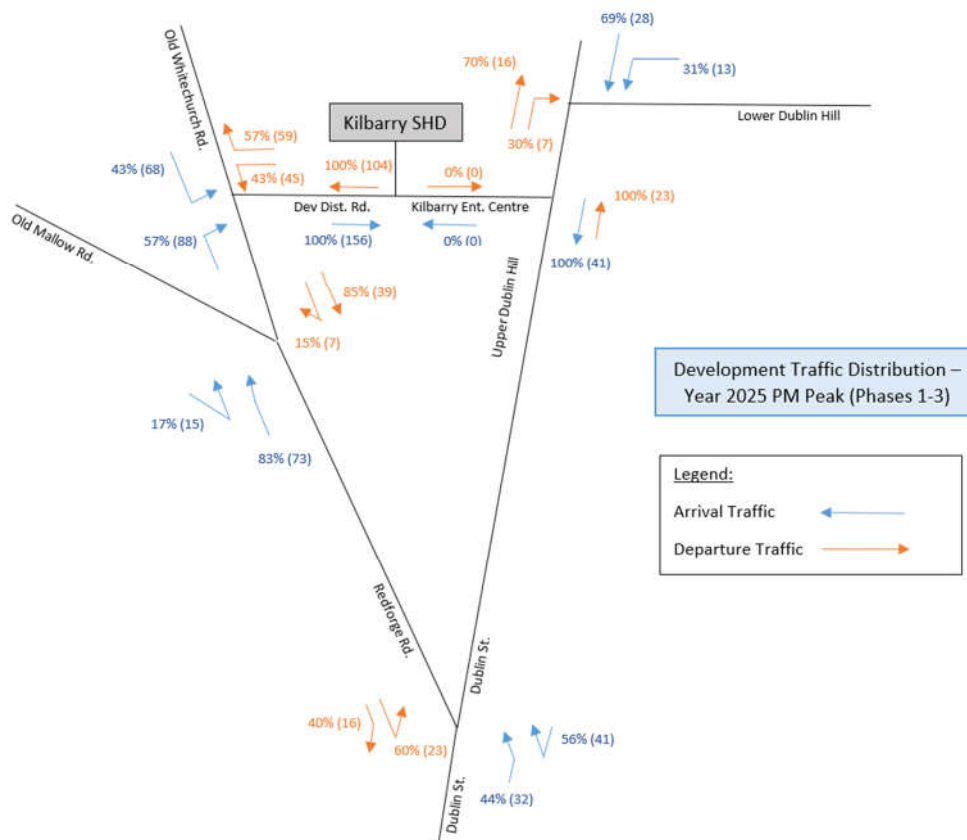 69% (28)
Old Whitechurch Rd.
70% (16)
31% (13)
Kilbarry SHD
Lower Dublin Hill
57% (59)
30% (7)
43% (68)
100% (104)
0% (0)
43% (45)
Dev Dist. Rd.
Kilbarry Ent. Centre
100% (23)
Old Mallow Rd.
57% (88)
100% (156)
0% (0)
100% (41)
85% (39)
Upper Dublin Hill
15% (7)
Development Traffic Distribution –
Year 2025 PM Peak (Phases 1-3)
17% (15)
83% (73)
Legend:
Arrival Traffic
Departure Traffic
Redforge Rd.
Dublin St.
40% (16)
60% (23)
56% (41)
44% (32)
Dublin St.